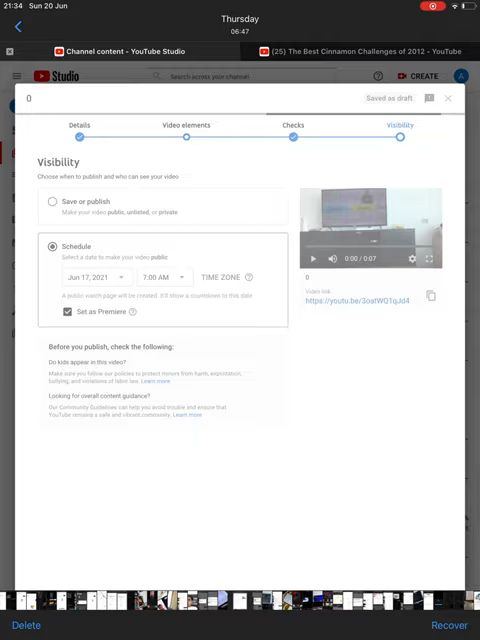 21:34 Sun 20 Jun
Thursday
06:47
Channel content - YouTube Studio
(25) The Best Cinnamon Challenges of 2012 - YouTube
Studio
Search across your channel
CREATE
A
0
Saved as draft
Details
Video elements
Checks
Visibility
Visibility
Choose when to publish and who can see your video
Save or publish
Make your video public, unlisted, or private
Schedule
Select a date to make your video public
Jun 17, 2021
7:00 AM
TIME ZONE
A public watch page will be created. It'll show a countdown to this date
Set as Premiere
0:00 / 0:07
0
Video link
https://youtu.be/3oatWQ1qJd4
Before you publish, check the following:
Do kids appear in this video?
Make sure you follow our policies to protect minors from harm, exploitation,
bullying, and violations of labor law. Learn more
Looking for overall content guidance?
Our Community Guidelines can help you avoid trouble and ensure that
YouTube remains a safe and vibrant community. Learn more
Delete
Recover